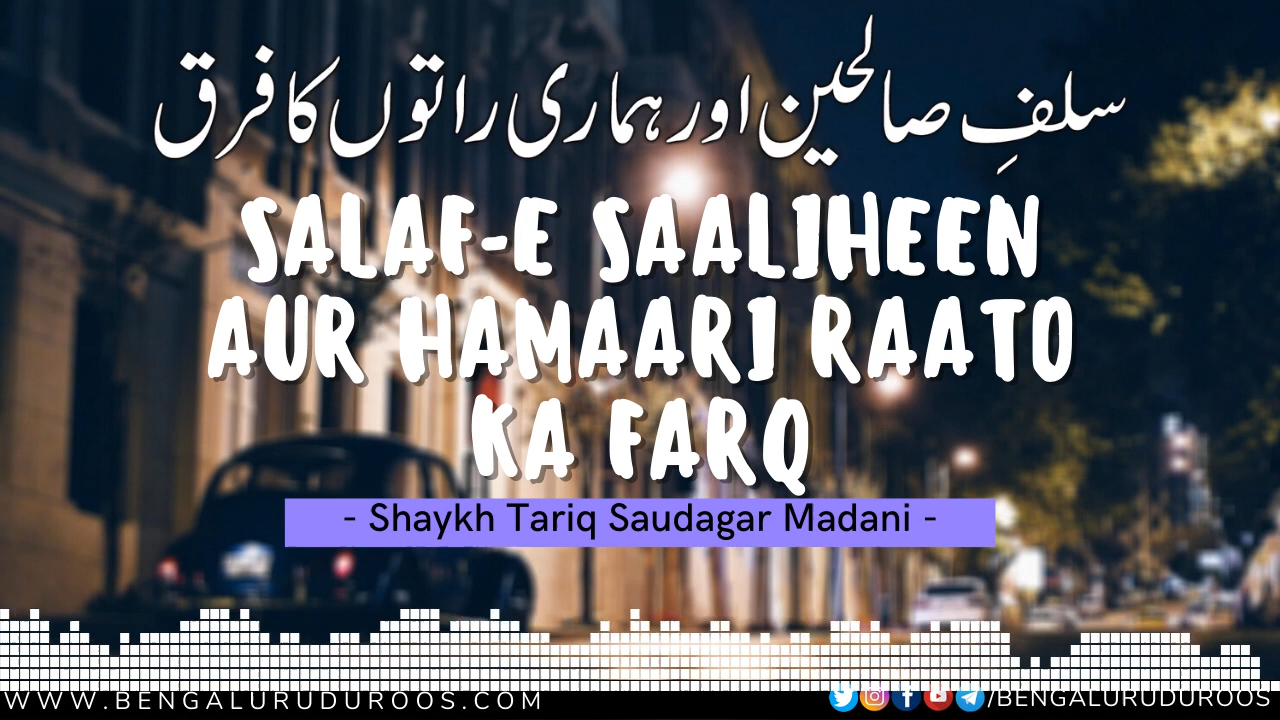 سلفِ صالحین اور ہماری راتوں کا فرق
SALAF-E SAALIHEEN
AUR HAMAARI RAATO
KA FARQ
- Shaykh Tariq Saudagar Madani -
WWW.BENGALURUDUROOS.COM
/BENGALURUDUROOS